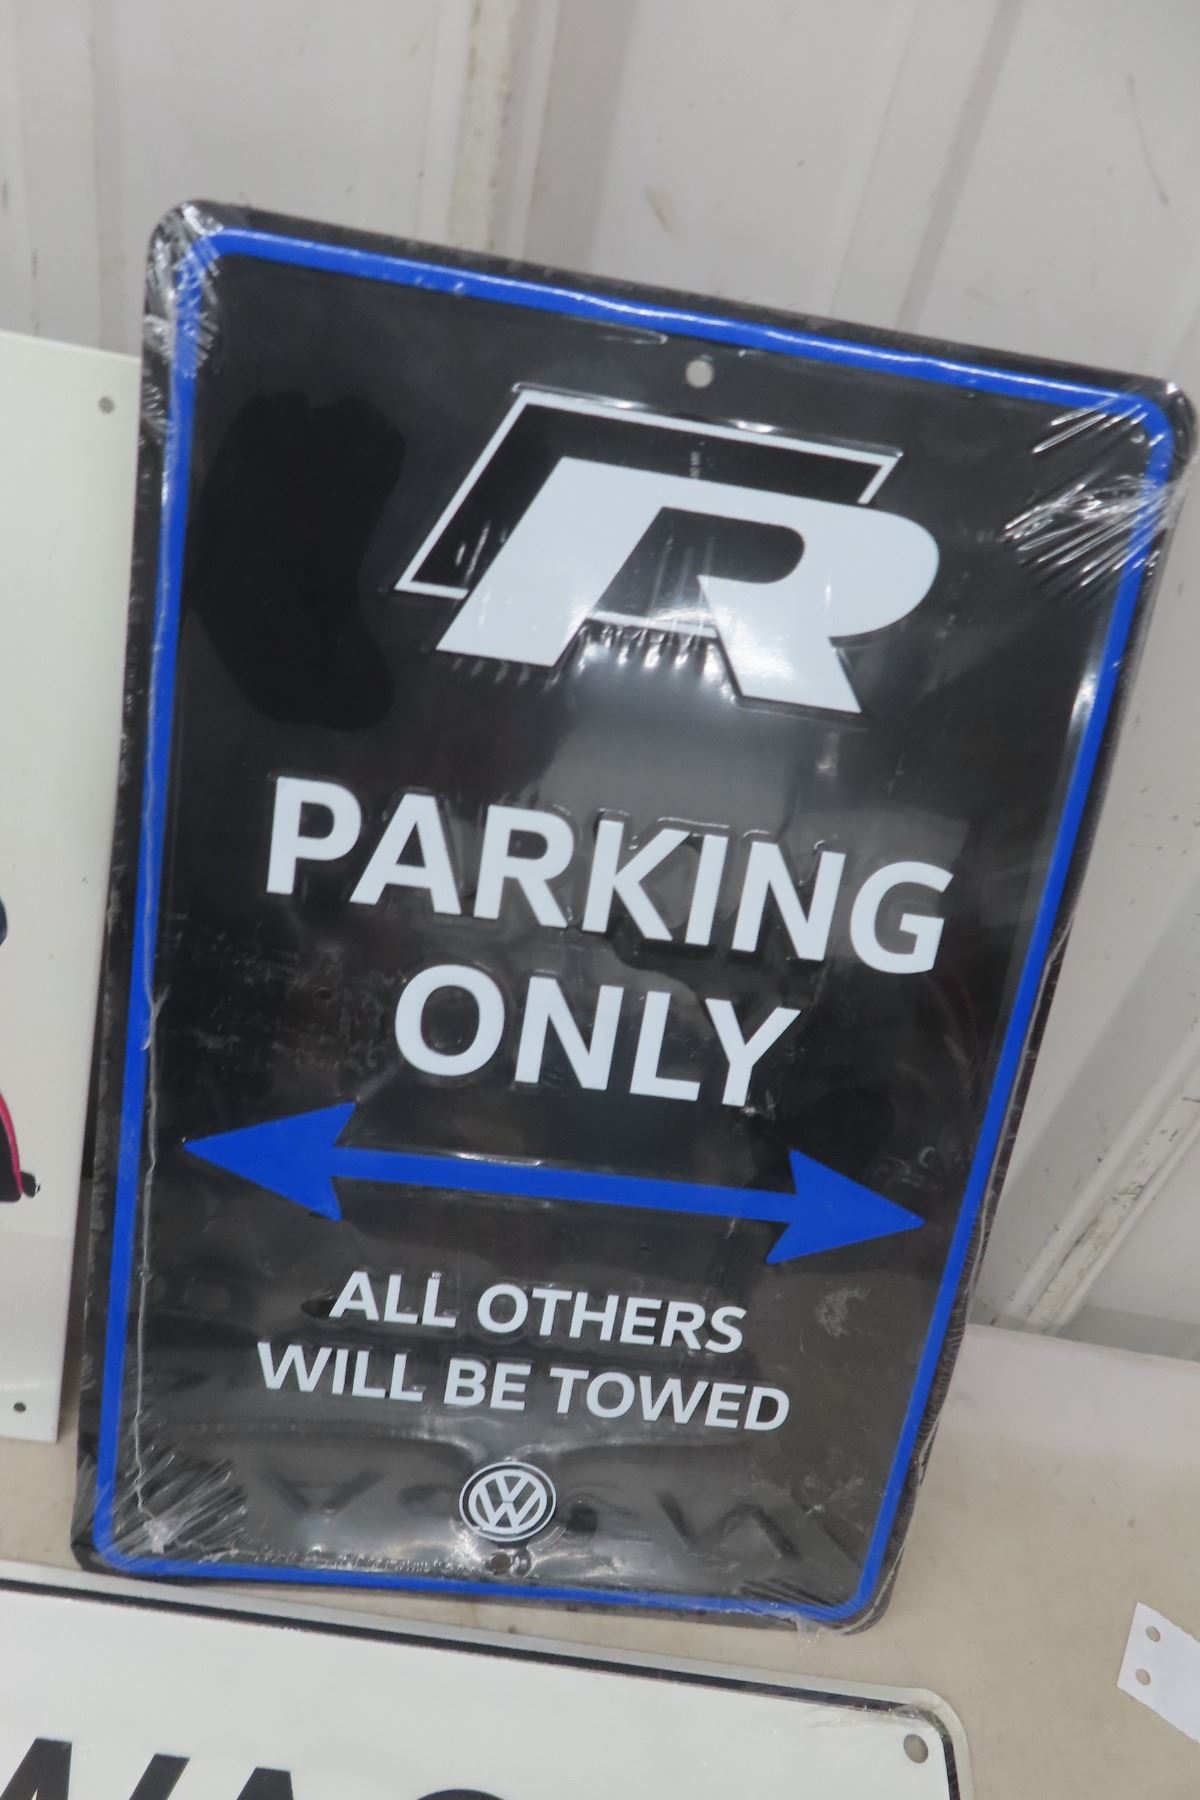 R
PARKING
ONLY
ALL OTHERS
WILL BE TOWED
VW